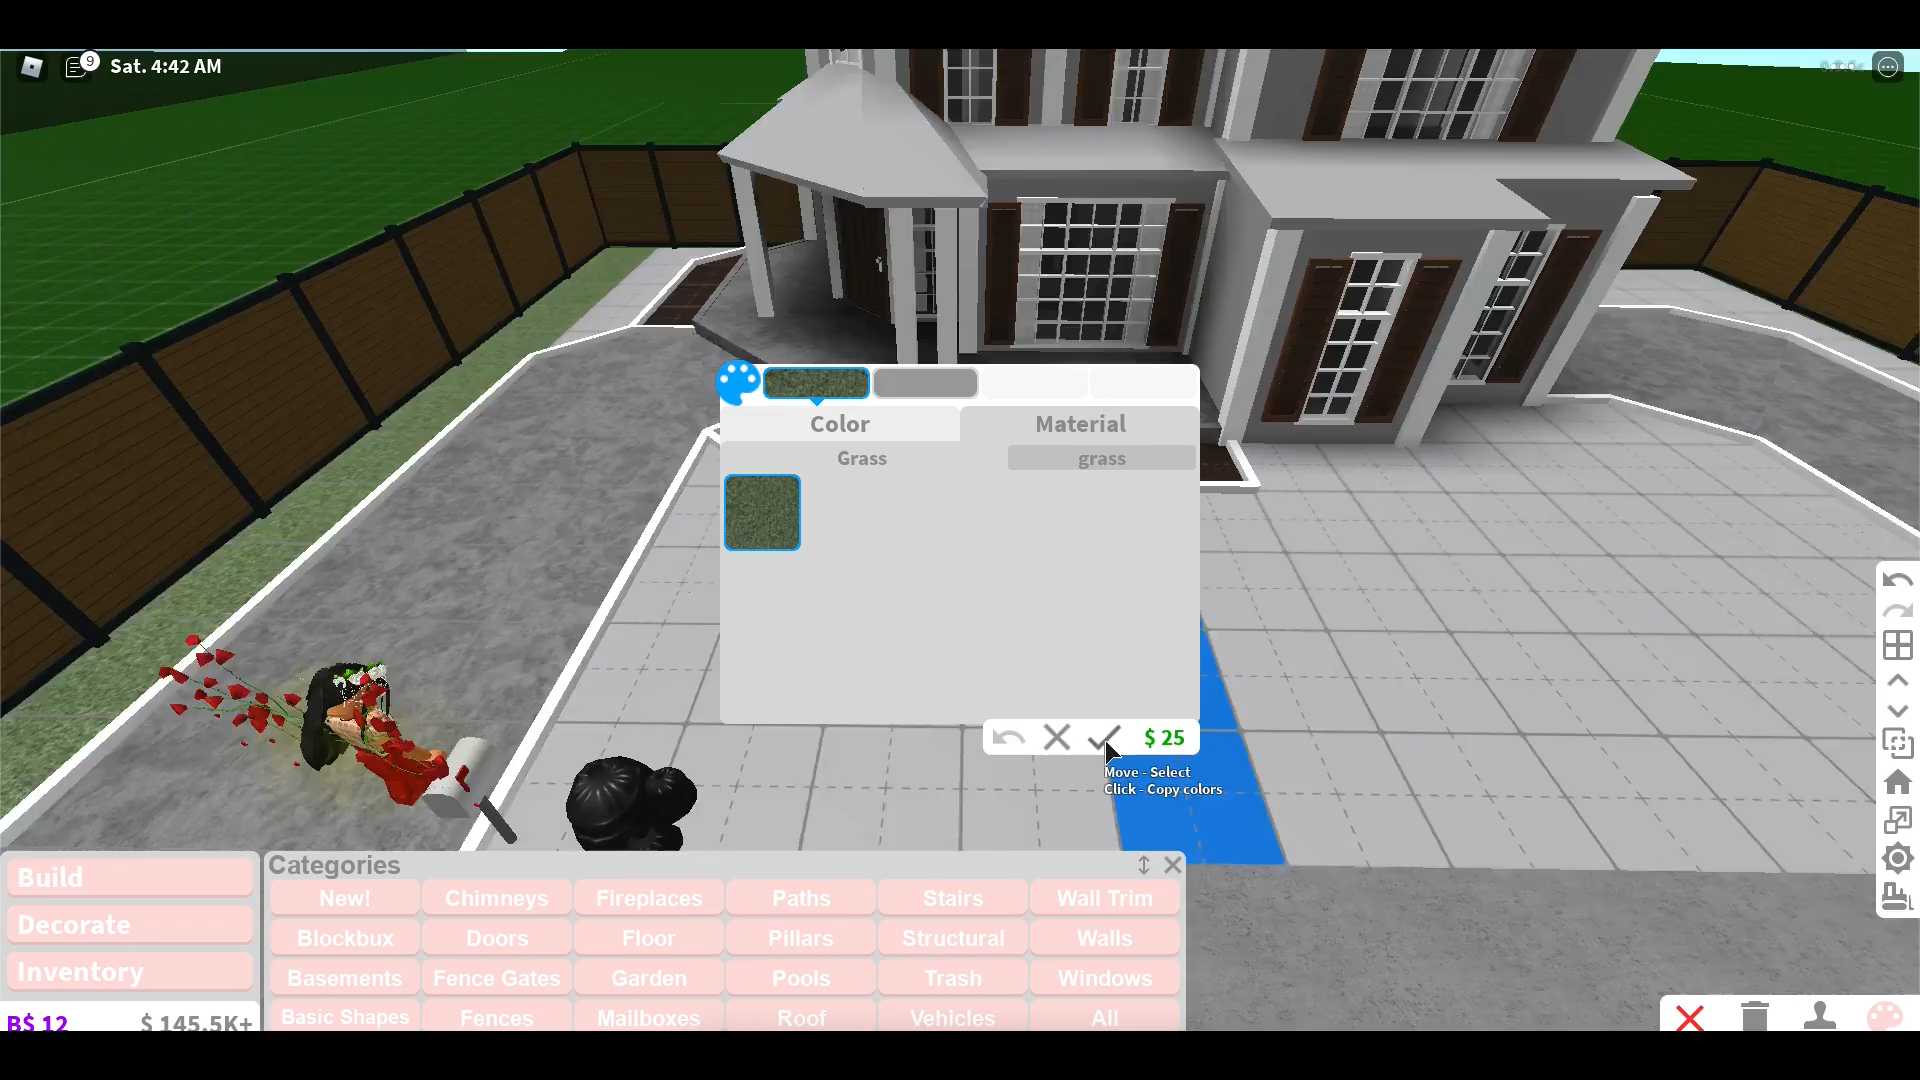 9
Sat. 4:42 AM
Color
Material
Grass
grass
$ 25
Move - Select
Click - Copy colors
Build
Decorate
Inventory
B$ 12
$ 145.5K+
Categories
New!
Chimneys
Fireplaces
Paths
Stairs
Wall Trim
Blockbux
Doors
Floor
Pillars
Structural
Walls
Basements
Fence Gates
Garden
Pools
Trash
Windows
Basic Shapes
Fences
Mailboxes
Roof
Vehicles
All